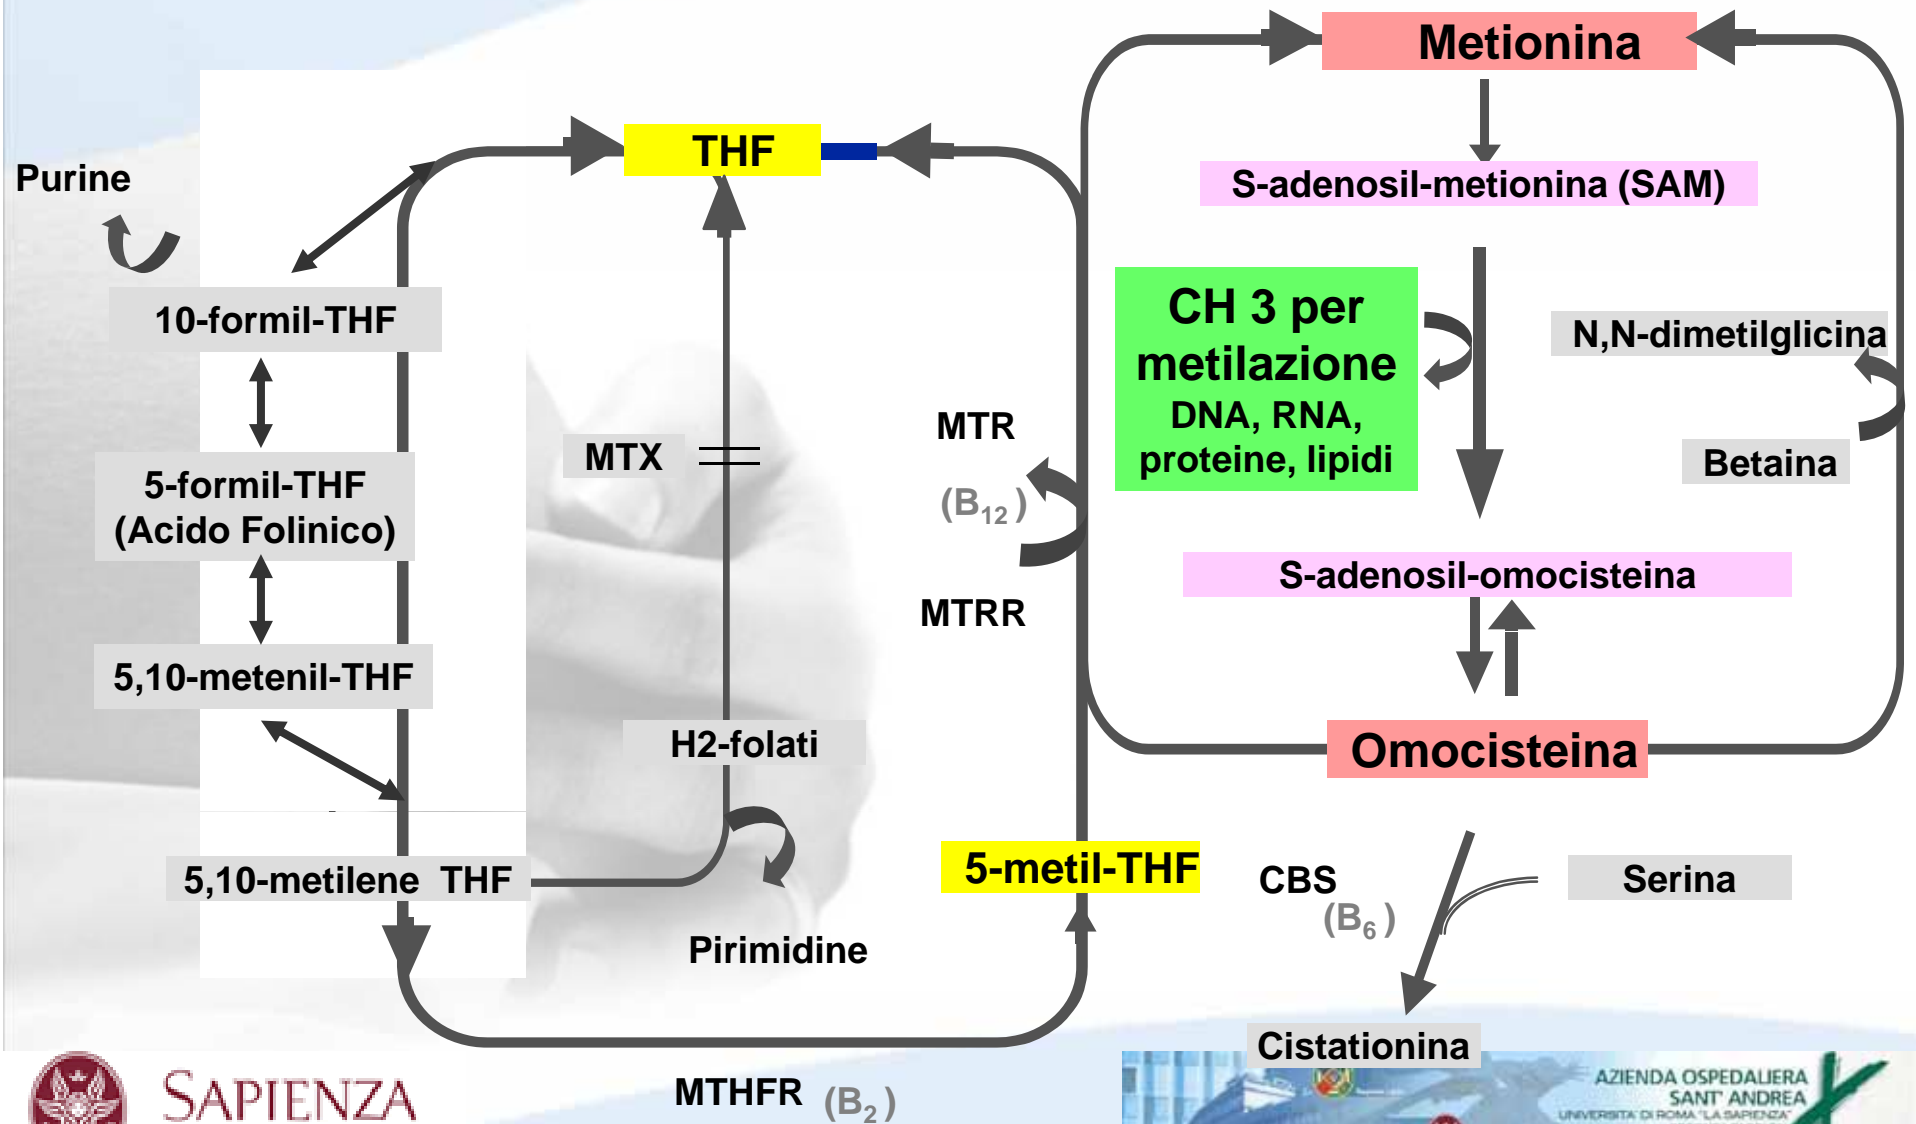 Metionina
THF
Purine
S-adenosil-metionina (SAM)
10-formil-THF
CH 3 per
metilazione
DNA, RNA,
proteine, lipidi
N,N-dimetilglicina
MTR
MTX
Betaina
5-formil-THF
(Acido Folinico)
(B12)
S-adenosil-omocisteina
MTRR
5,10-metenil-THF
H2-folati
Omocisteina
5,10-metilene THF
5-metil-THF
CBS
(B6)
Serina
Pirimidine
Cistationina
MTHFR (B2)
SAPIENZA
AZIENDA OSPEDALIERA
SANT' ANDREA
UNIVERSITA' DI ROMA "LA SAPIENZA"